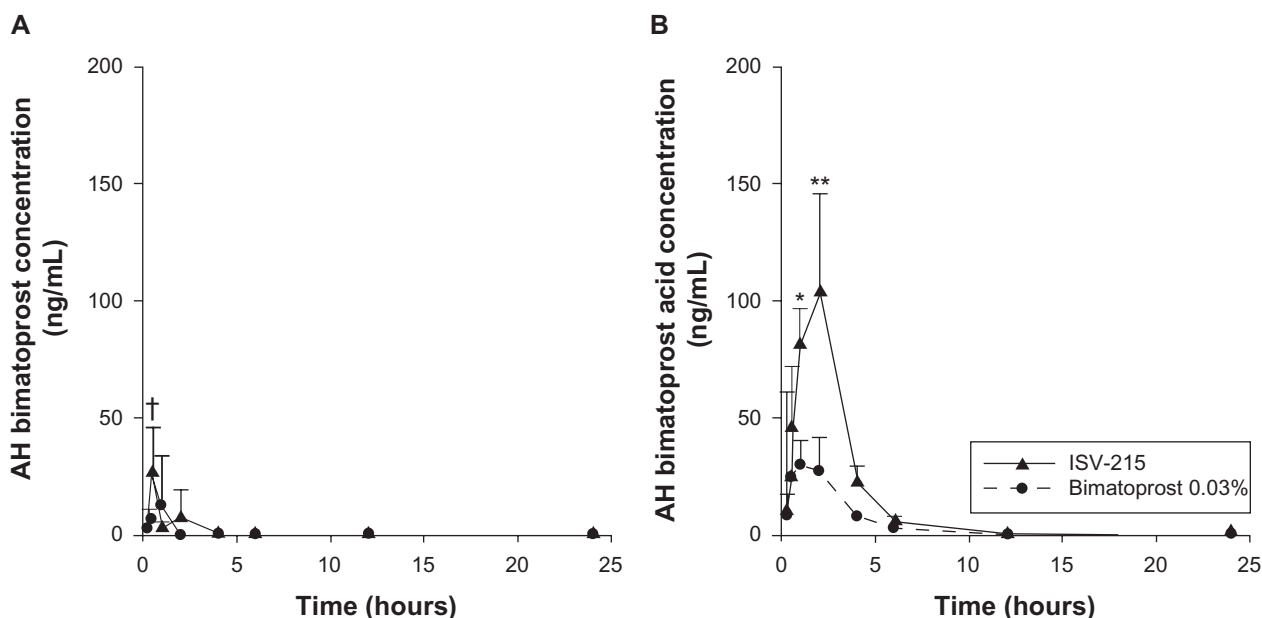 A
AH bimatoprost concentration
(ng/mL)
200
150
100
50
0
†
0
5
10
15
20
25
Time (hours)
B
AH bimatoprost acid concentration
(ng/mL)
200
150
100
50
0
*
**
ISV-215
Bimatoprost 0.03%
0
5
10
15
20
25
Time (hours)